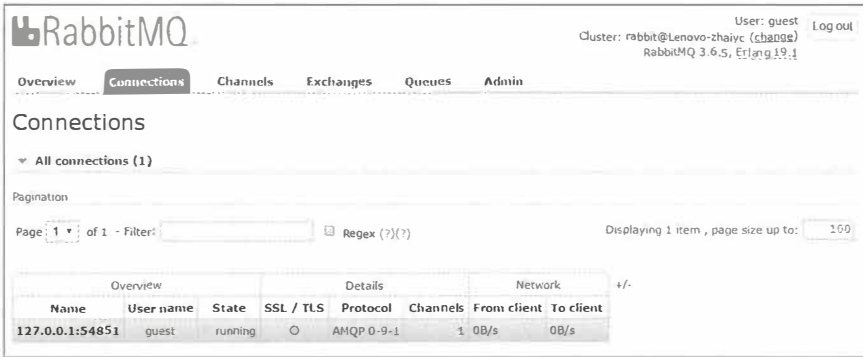 RabbitMQ
User: guest
Log out
Cluster: rabbit@Lenovo-zhaiyc (change)
RabbitMQ 3.6.5, Erlang 19.1
Overview Connections Channels Exchanges Queues Admin
Connections
All connections (1)
Pagination
Page 1 of 1 - Filter: Regex (?)(?) Displaying 1 item , page size up to: 100
Overview Details Network +/-
Name User name State SSL / TLS Protocol Channels From client To client
127.0.0.1:54851 guest running AMQP 0-9-1 1 0B/s 0B/s